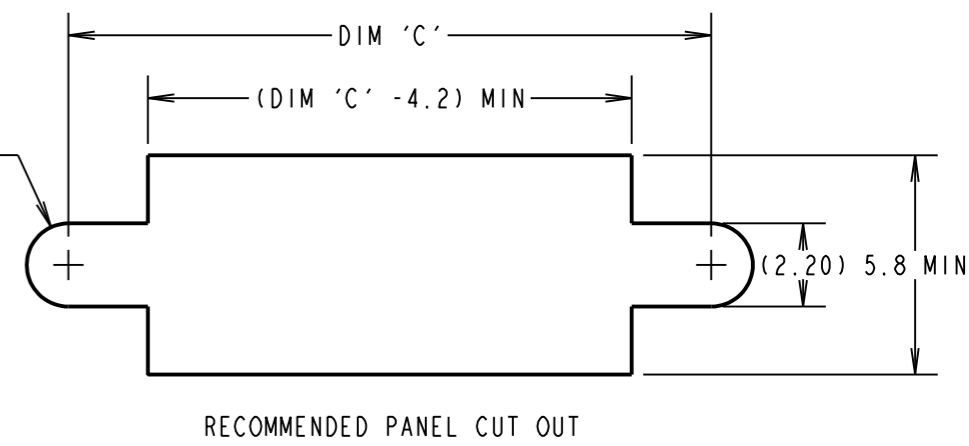 DIM 'C'
(DIM 'C' -4.2) MIN
(2.20) 5.8 MIN
RECOMMENDED PANEL CUT OUT